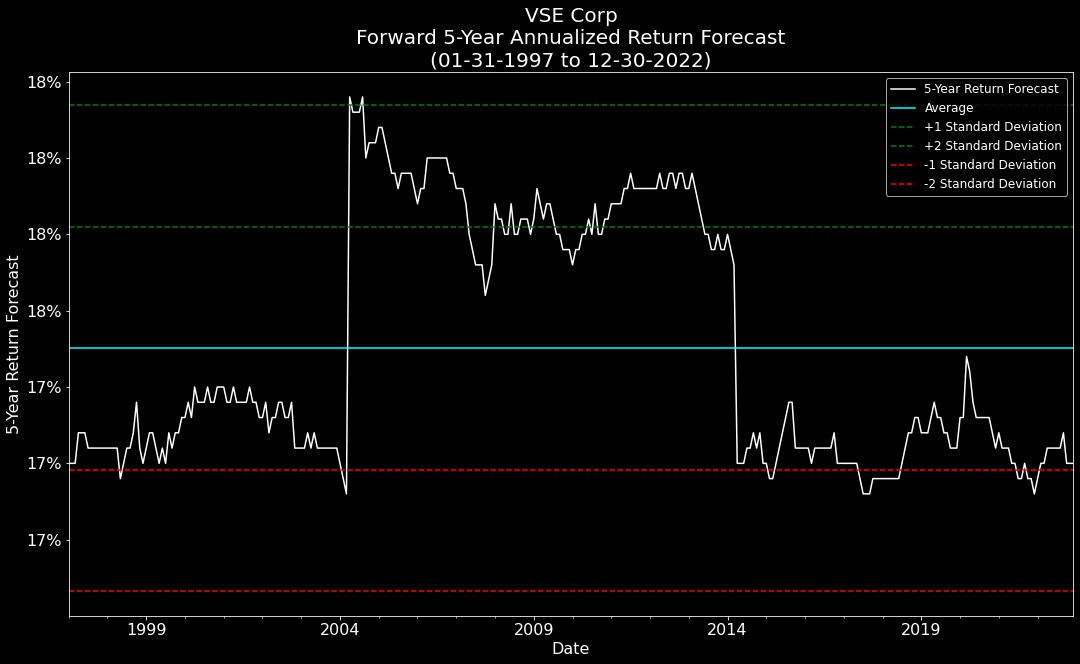 VSE Corp
Forward 5-Year Annualized Return Forecast
(01-31-1997 to 12-30-2022)
18%
18%
18%
18%
17%
17%
17%
5-Year Return Forecast
5-Year Return Forecast
Average
+1 Standard Deviation
+2 Standard Deviation
-1 Standard Deviation
-2 Standard Deviation
1999
2004
2009
2014
2019
Date